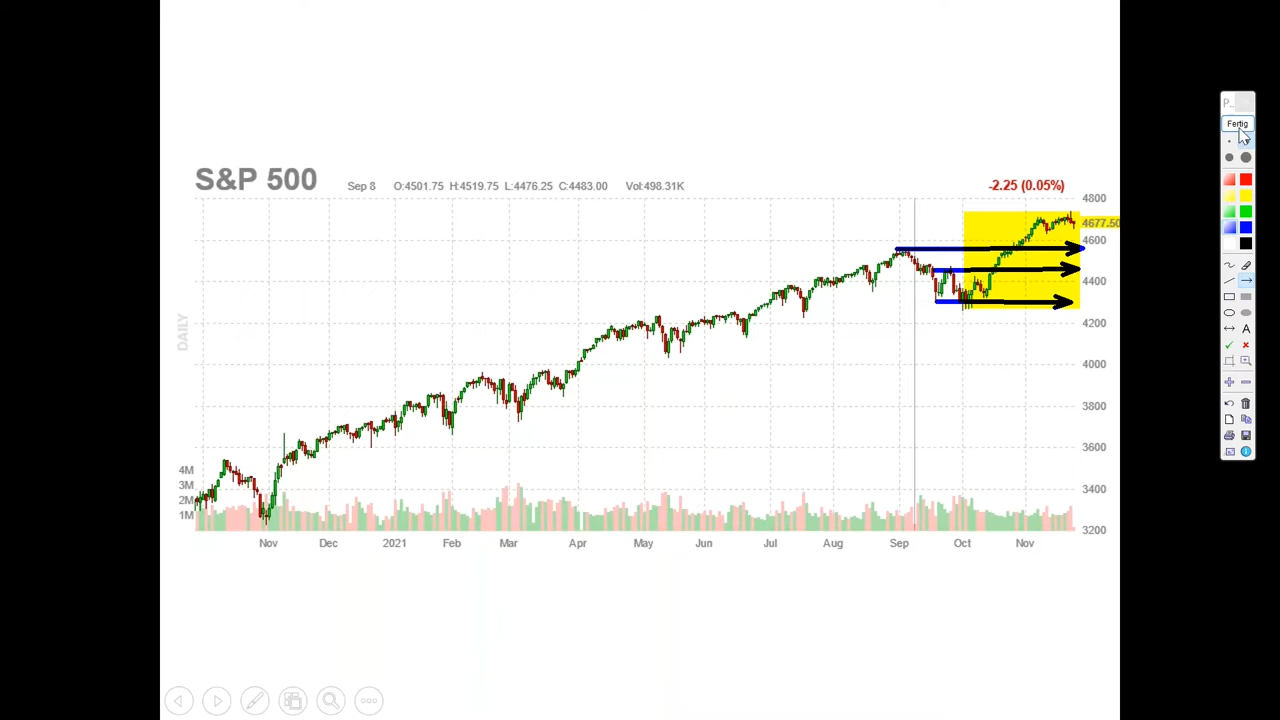 P..
Fertig
S&P 500
Sep 8 O:4501.75 H:4519.75 L:4476.25 C:4483.00 Vol:498.31K
-2.25 (0.05%)
4800
4677.50
4600
4400
4200
4000
3800
3600
3400
3200
DAILY
4M
3M
2M
1M
Nov Dec 2021 Feb Mar Apr May Jun Jul Aug Sep Oct Nov
A